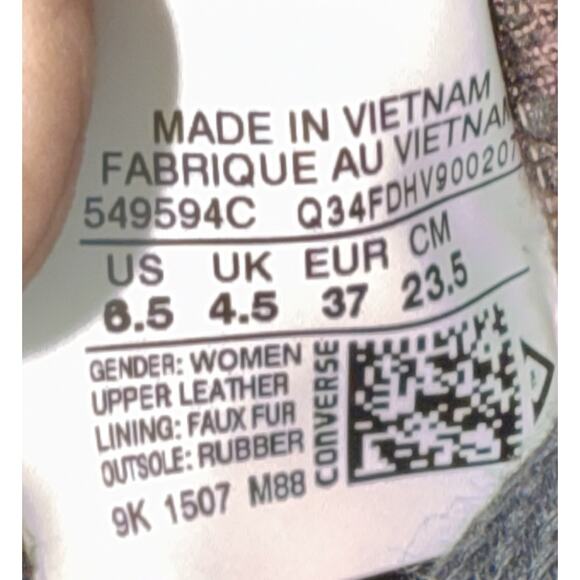 MADE IN VIETNAM
FABRIQUE AU VIETNAM
549594C Q34FDHV900207
US UK EUR CM
6.5 4.5 37 23.5
GENDER: WOMEN
UPPER LEATHER
LINING: FAUX FUR
OUTSOLE: RUBBER
CONVERSE
9K 1507 M88